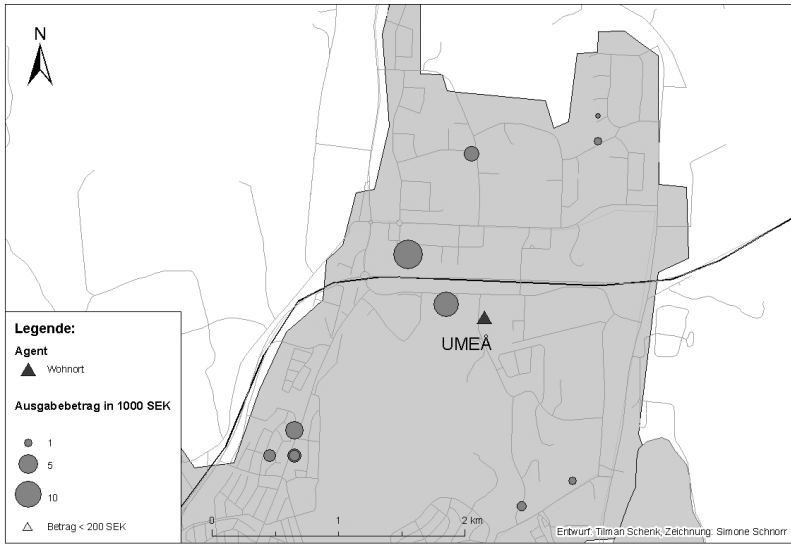 N
UMEÅ
Legende:
Agent
Wohnort
Ausgabebetrag in 1000 SEK
1
5
10
Betrag < 200 SEK
0 1 2 km
Entwurf: Tilman Schenk, Zeichnung: Simone Schnorr